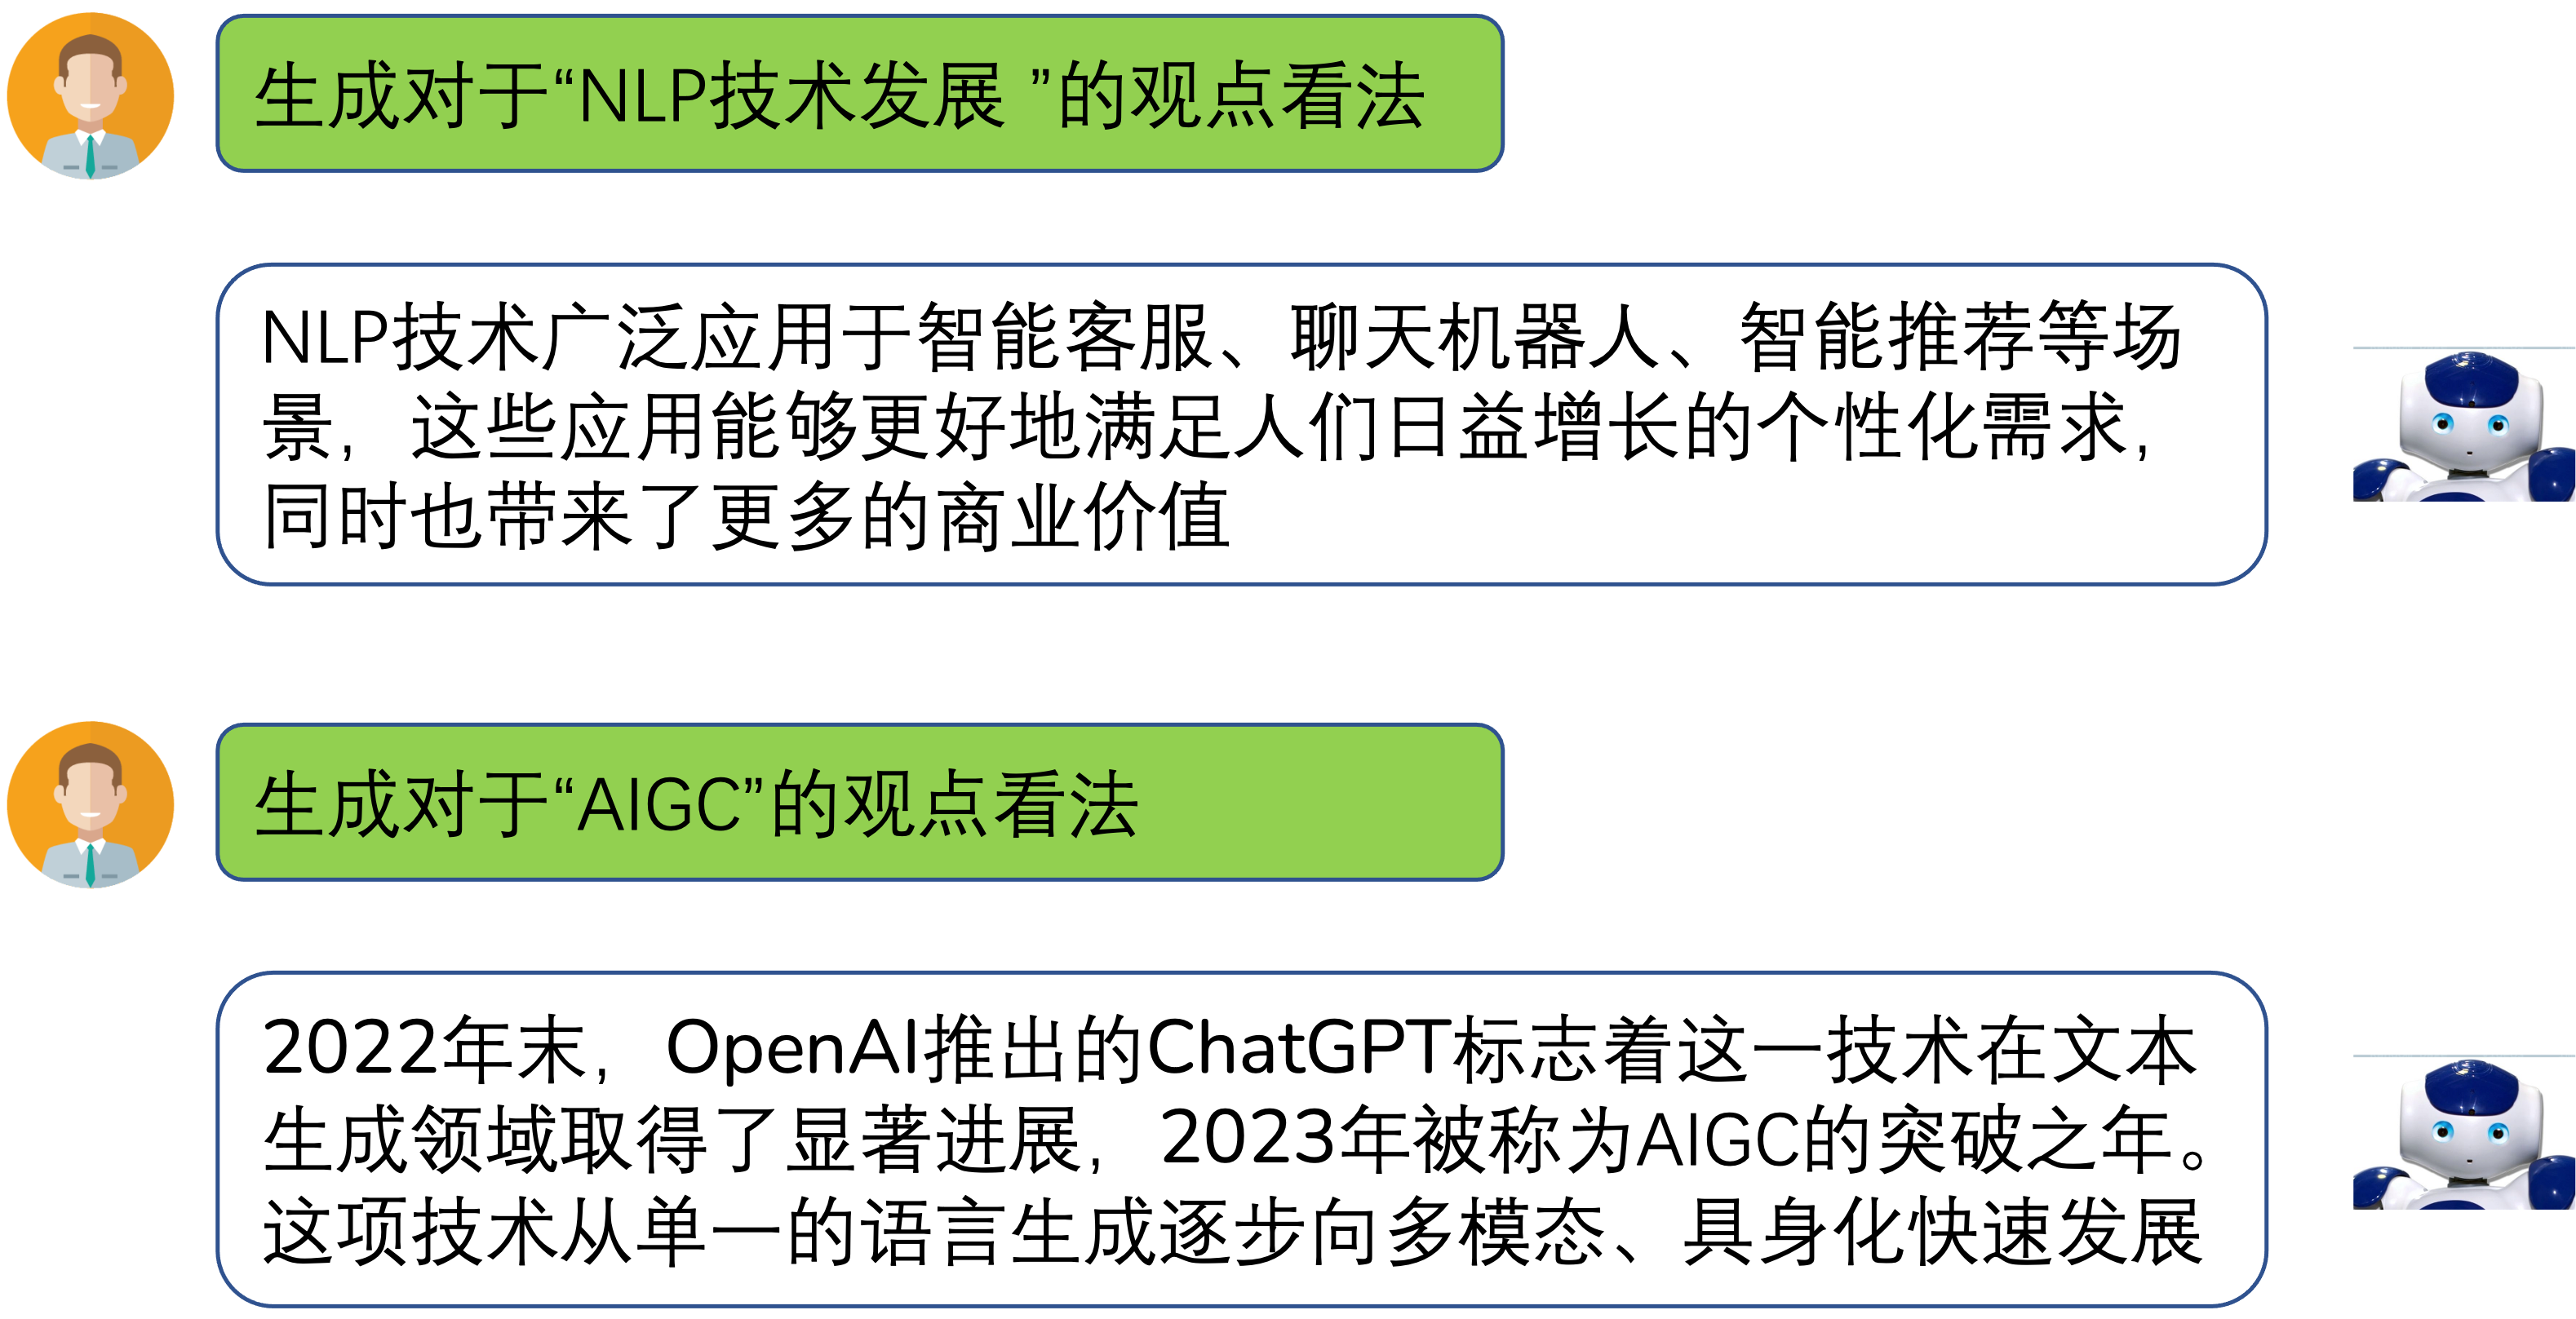 生成对于“NLP技术发展 ”的观点看法
NLP技术广泛应用于智能客服、聊天机器人、智能推荐等场
景，这些应用能够更好地满足人们日益增长的个性化需求，
同时也带来了更多的商业价值
生成对于“AIGC”的观点看法
2022年末，OpenAI推出的ChatGPT标志着这一技术在文本
生成领域取得了显著进展，2023年被称为AIGC的突破之年。
这项技术从单一的语言生成逐步向多模态、具身化快速发展